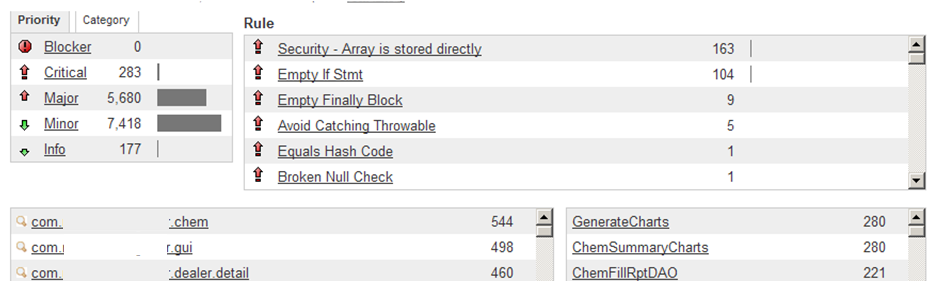 Priority Category
Blocker 0
Critical 283
Major 5,680
Minor 7,418
Info 177
Rule
Security - Array is stored directly 163
Empty If Stmt 104
Empty Finally Block 9
Avoid Catching Throwable 5
Equals Hash Code 1
Broken Null Check 1
com. .chem 544
com. r.gui 498
com. .dealer.detail 460
GenerateCharts 280
ChemSummaryCharts 280
ChemFillRptDAO 221